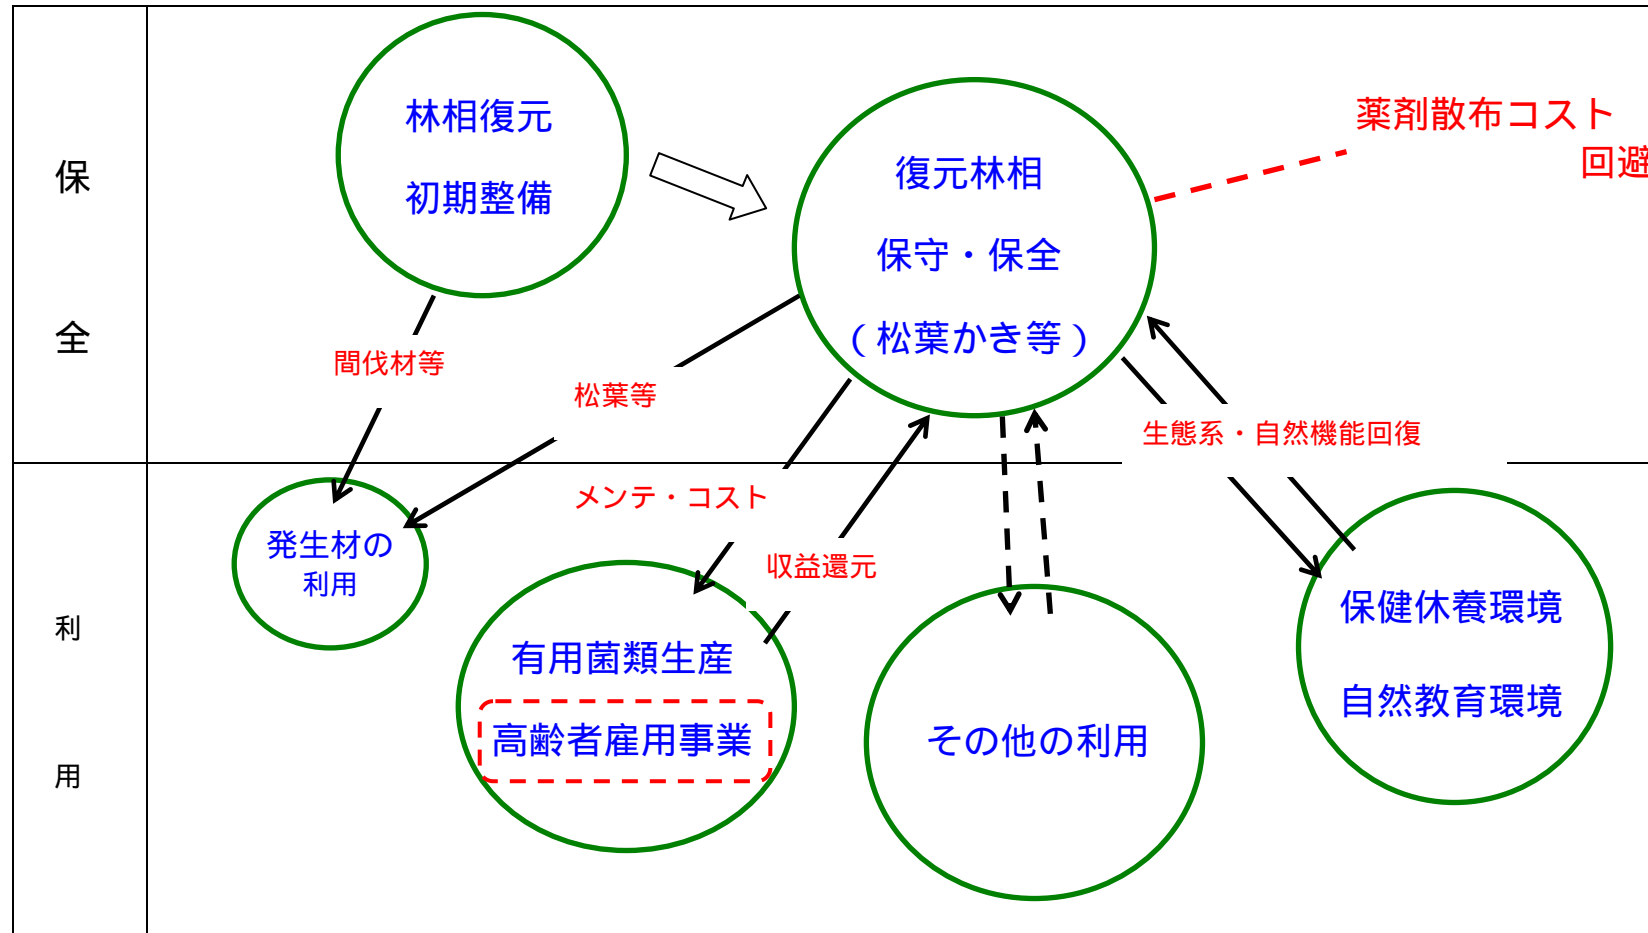 保
全
林相復元
初期整備
復元林相
保守・保全
（松葉かき等）
薬剤散布コスト
回避
間伐材等
松葉等
生態系・自然機能回復
メンテ・コスト
収益還元
利
用
発生材の
利用
有用菌類生産
高齢者雇用事業
その他の利用
保健休養環境
自然教育環境